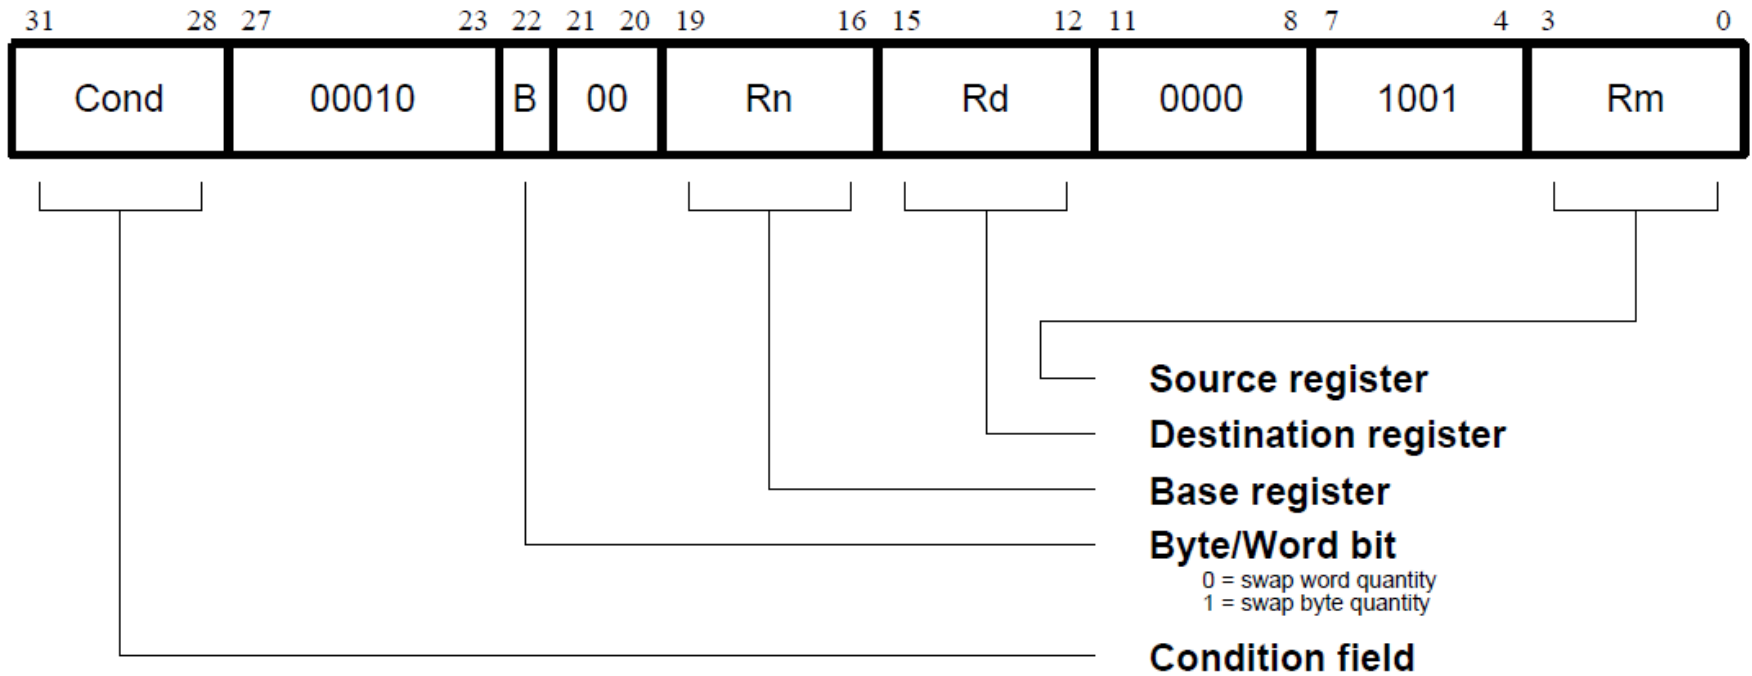 31 28 27 23 22 21 20 19 16 15 12 11 8 7 4 3 0
Cond 00010 B 00 Rn Rd 0000 1001 Rm
Source register
Destination register
Base register
Byte/Word bit
0 = swap word quantity
1 = swap byte quantity
Condition field